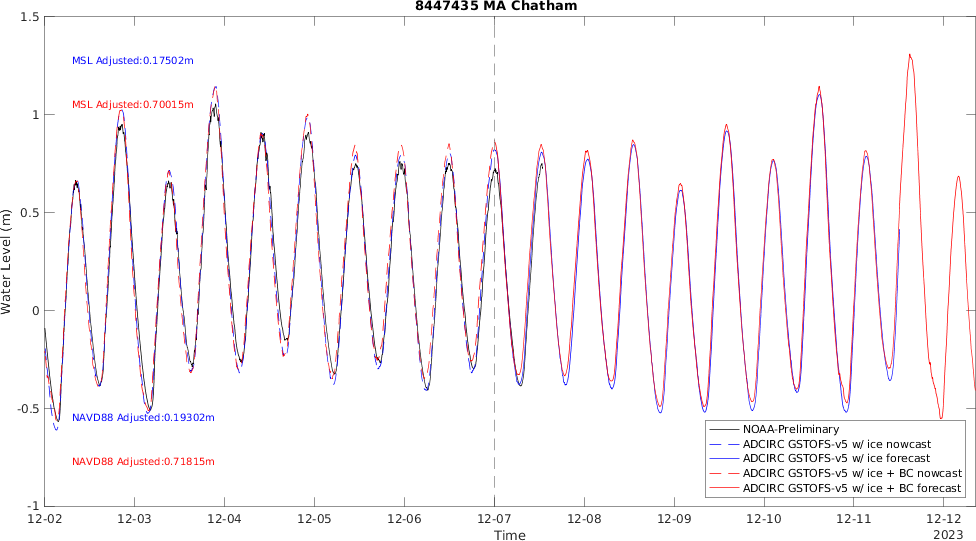 8447435 MA Chatham
1.5
1
0.5
0
-0.5
-1
Water Level (m)
MSL Adjusted:0.17502m
MSL Adjusted:0.70015m
NAVD88 Adjusted:0.19302m
NAVD88 Adjusted:0.71815m
NOAA-Preliminary
ADCIRC GSTOFS-v5 w/ ice nowcast
ADCIRC GSTOFS-v5 w/ ice forecast
ADCIRC GSTOFS-v5 w/ ice + BC nowcast
ADCIRC GSTOFS-v5 w/ ice + BC forecast
12-02 12-03 12-04 12-05 12-06 12-07 12-08 12-09 12-10 12-11 12-12
Time 2023